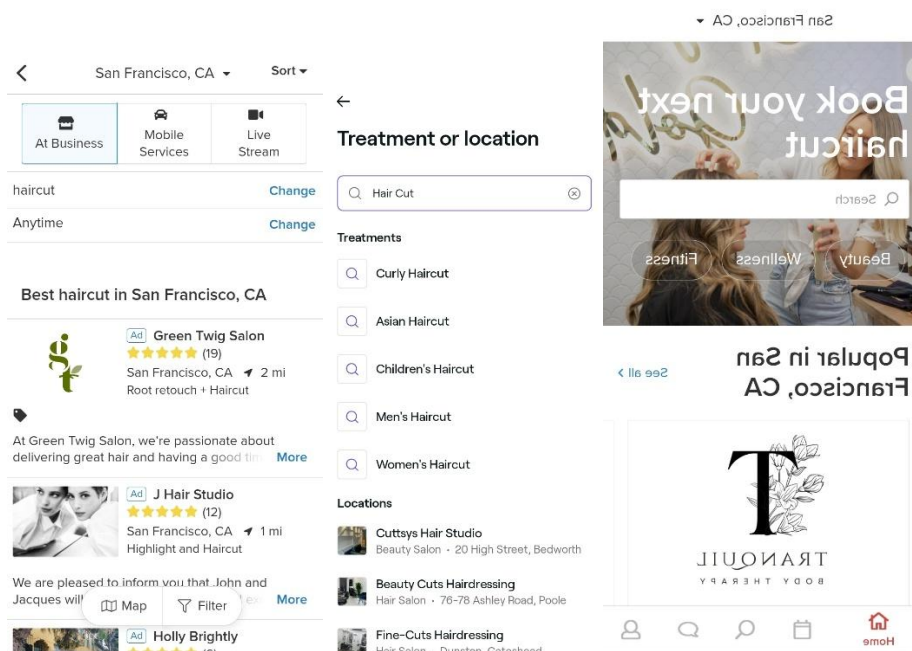 San Francisco, CA
Sort
At Business
Mobile
Services
Live
Stream
haircut
Change
Anytime
Change
Best haircut in San Francisco, CA
gt
Ad Green Twig Salon
(19)
San Francisco, CA 2 mi
Root retouch + Haircut
At Green Twig Salon, we're passionate about
delivering great hair and having a good tim More
Ad J Hair Studio
(12)
San Francisco, CA 1 mi
Highlight and Haircut
We are pleased to inform you that John and
Jacques will More
Map
Filter
Ad Holly Brightly
Treatment or location
Hair Cut
Treatments
Curly Haircut
Asian Haircut
Children's Haircut
Men's Haircut
Women's Haircut
Locations
Cuttsys Hair Studio
Beauty Salon • 20 High Street, Bedworth
Beauty Cuts Hairdressing
Hair Salon • 76-78 Ashley Road, Poole
Fine-Cuts Hairdressing
Hair Salon • Dunston, Gateshead
San Francisco, CA
Book your next
haircut
Search
Beauty
Wellness
Fitness
Popular in San
Francisco, CA
See all
T
TRANQUIL
BODY THERAPY
Home